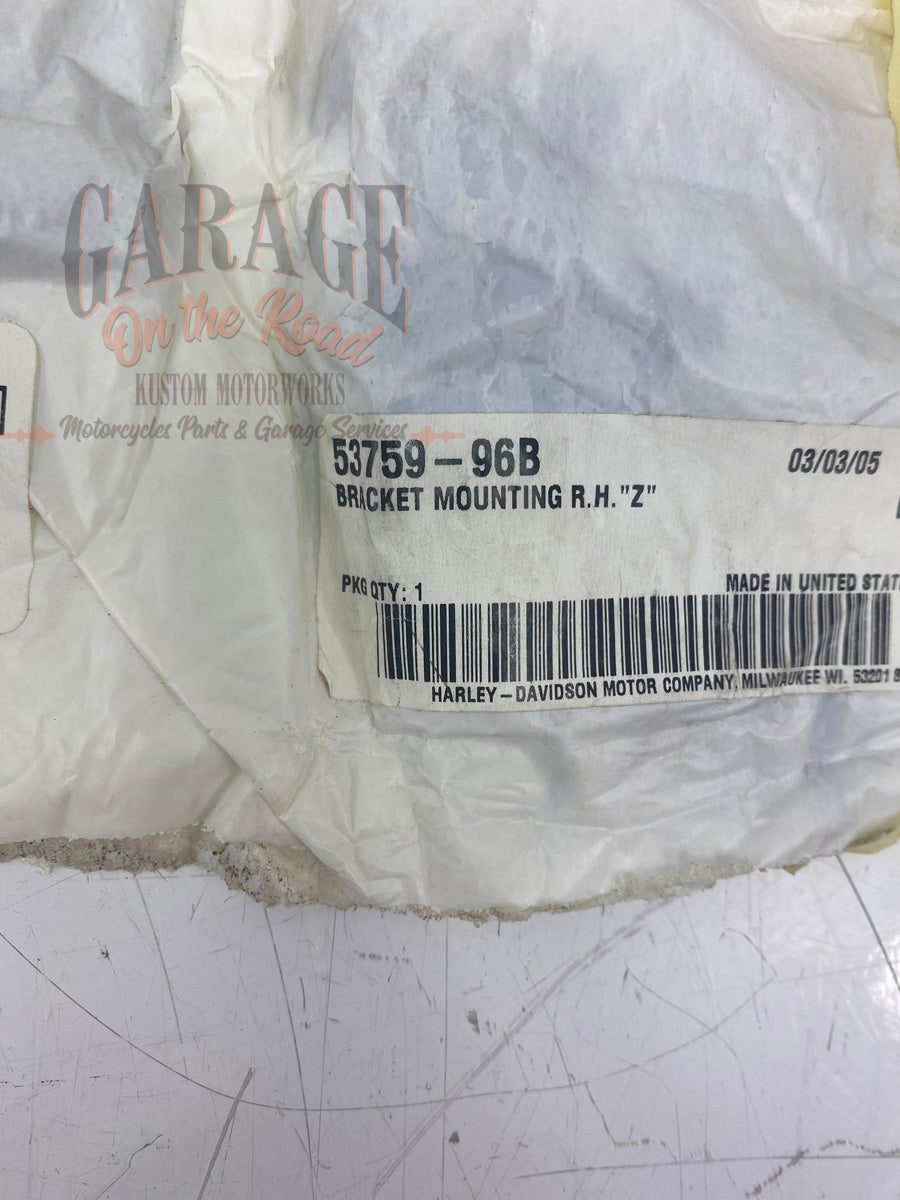 GARAGE
On the Road
KUSTOM MOTORWORKS
Motorcycles Parts & Garage Services
53759-96B 03/03/05
BRACKET MOUNTING R.H."Z"
PKG QTY: 1 MADE IN UNITED STAT
HARLEY-DAVIDSON MOTOR COMPANY, MILWAUKEE WI. 53201